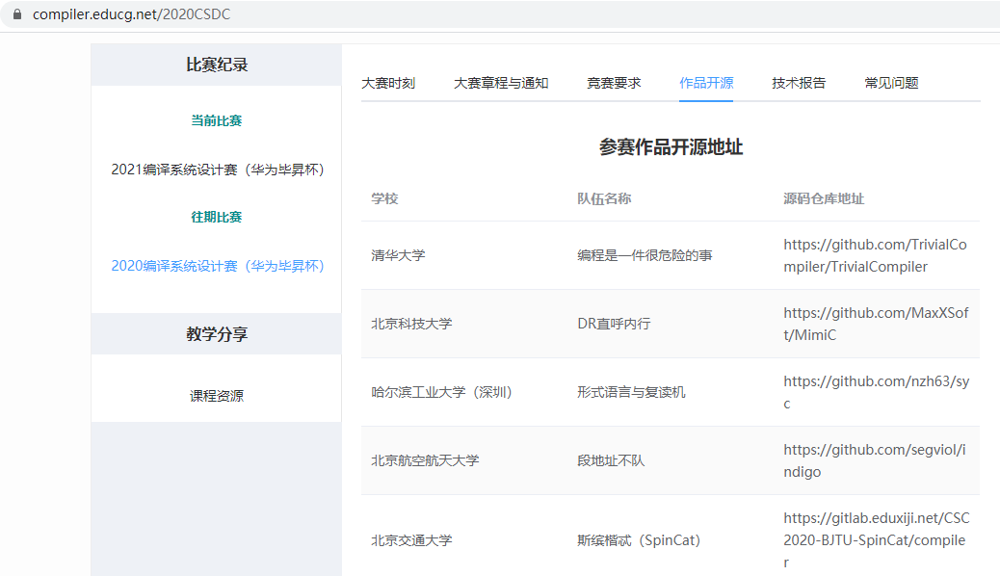 compiler.educg.net/2020CSDC
比赛纪录
当前比赛
2021编译系统设计赛（华为毕昇杯）
往期比赛
2020编译系统设计赛（华为毕昇杯）
教学分享
课程资源
大赛时刻 大赛章程与通知 竞赛要求 作品开源 技术报告 常见问题
参赛作品开源地址
学校 队伍名称 源码仓库地址
清华大学 编程是一件很危险的事 https://github.com/TrivialCo
mpiler/TrivialCompiler
北京科技大学 DR直呼内行 https://github.com/MaxXSof
t/MimiC
哈尔滨工业大学（深圳） 形式语言与复读机 https://github.com/nzh63/sy
c
北京航空航天大学 段地址不队 https://github.com/segviol/i
ndigo
北京交通大学 斯缤楷忒（SpinCat） https://gitlab.eduxiji.net/CSC
2020-BJTU-SpinCat/compile
r